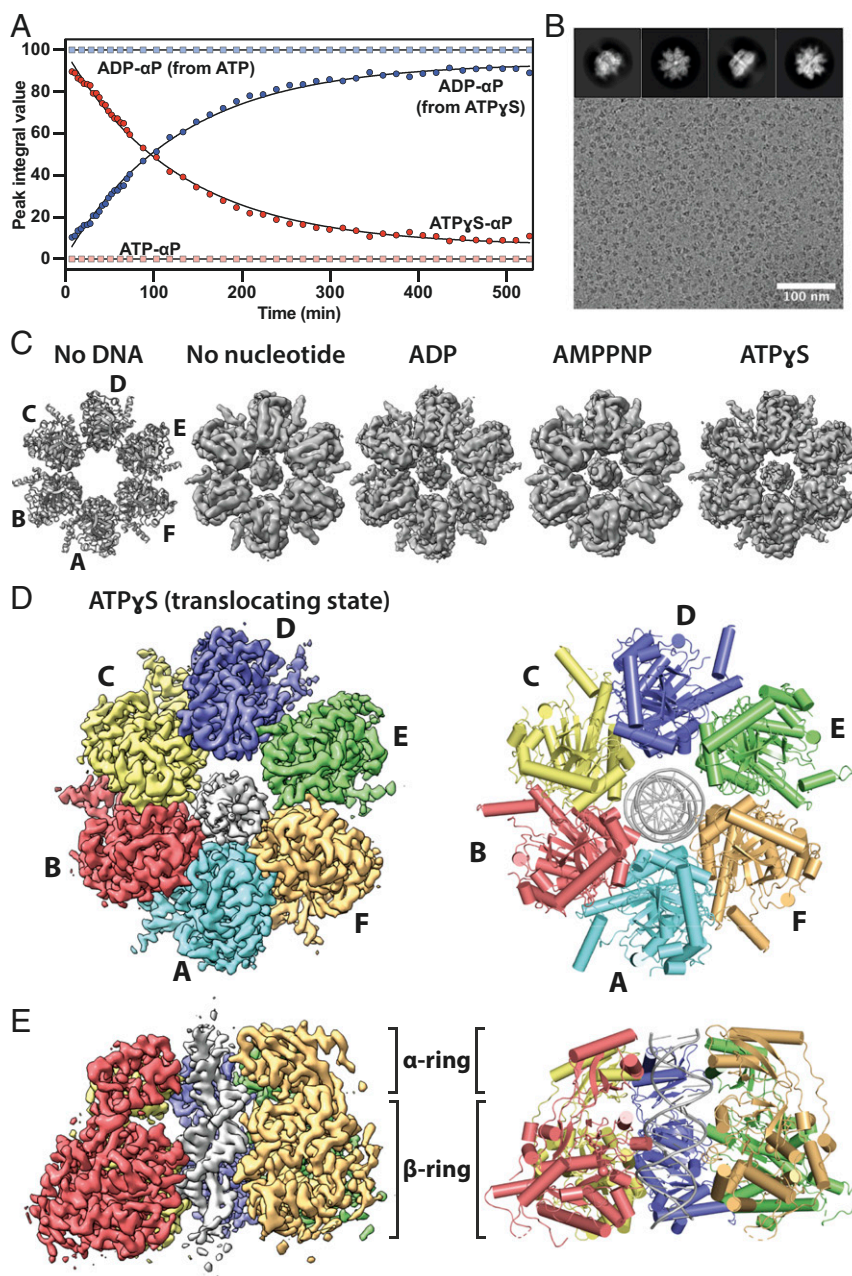 A
100
80
60
40
20
0
Peak integral value
ADP-αP (from ATP)
ADP-αP
(from ATPɣS)
ATPɣS-αP
ATP-αP
0 100 200 300 400 500
Time (min)
B
100 nm
C
No DNA No nucleotide ADP AMPPNP ATPɣS
D
C
E
B
F
A
D
ATPɣS (translocating state)
D
C
E
B
F
A
D
C
E
B
F
A
E
α-ring
β-ring